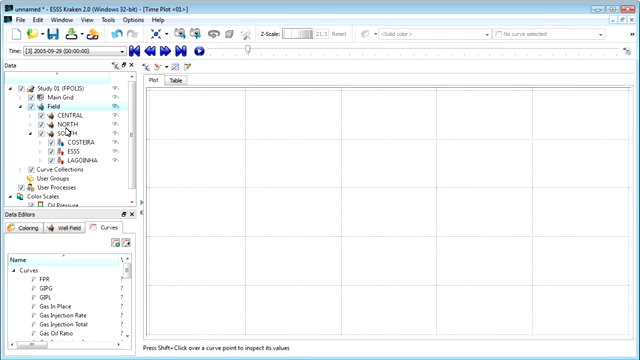 unnamed * - ESSS Kraken 2.0 (Windows 32-bit) - [Time Plot <01>]
File Edit Window View Tools Options Help
Z-Scale: 21.2 Reset <Solid color> No curve selected
Time: [3] 2005-09-29 (00:00:00)
Data
Plot Table
Study 01 (FPOLIS)
Main Grid
Field
CENTRAL
NORTH
SOUTH
COSTEIRA
ESSS
LAGOINHA
Curve Collections
User Groups
User Processes
Color Scales
Oil Pressure
Data Editors
Coloring Well Field Curves
Name
Curves
FPR ?
GIPG ?
GIPL ?
Gas In Place ?
Gas Injection Rate ?
Gas Injection Total ?
Gas Oil Ratio ?
Gas Production Rate ?
Press Shift+Click over a curve point to inspect its values